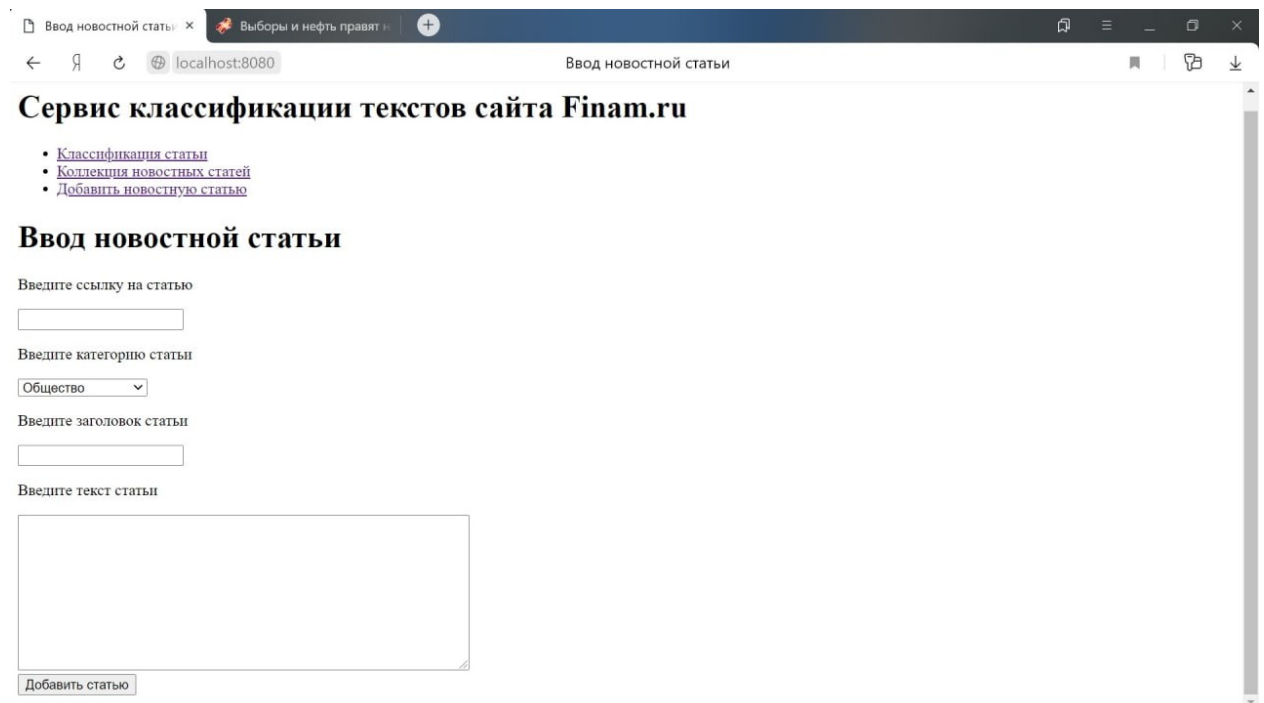 Ввод новостной статьи
Выборы и нефть правят н
localhost:8080
Ввод новостной статьи
Сервис классификации текстов сайта Finam.ru
Классификация статьи
Коллекция новостных статей
Добавить новостную статью
Ввод новостной статьи
Введите ссылку на статью
Введите категорию статьи
Общество
Введите заголовок статьи
Введите текст статьи
Добавить статью